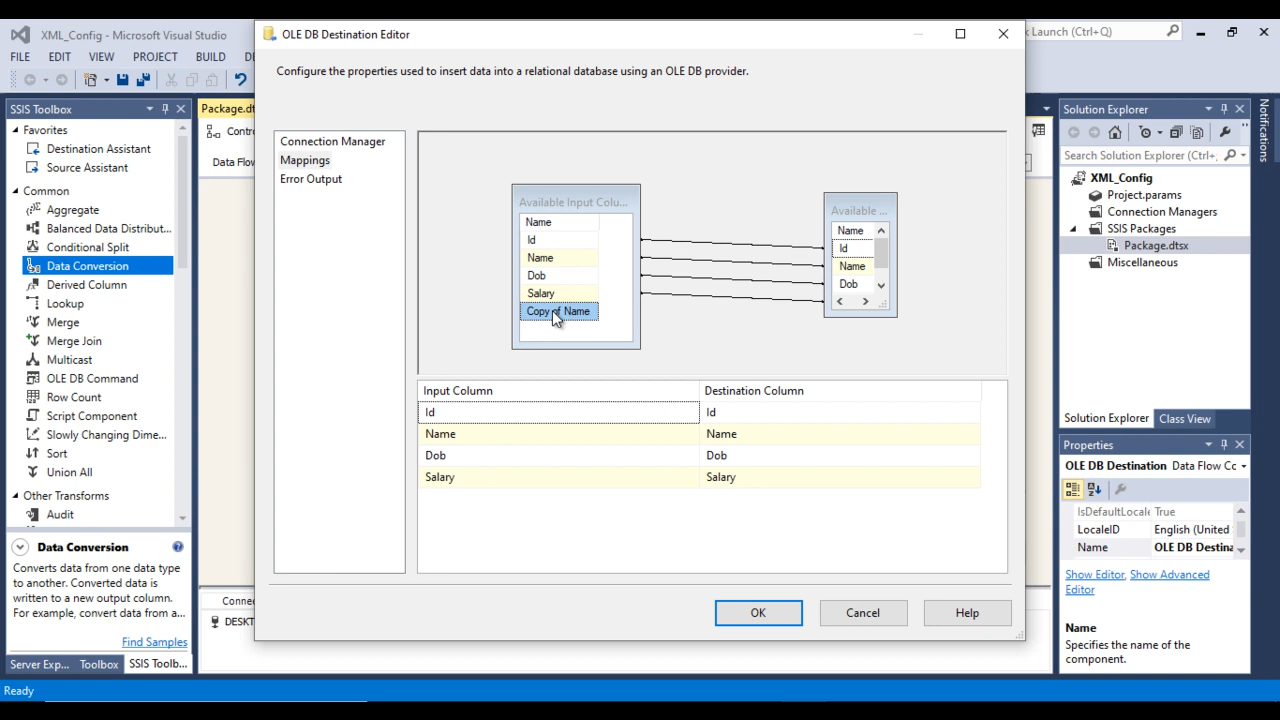 XML_Config - Microsoft Visual Studio
OLE DB Destination Editor
Launch (Ctrl+Q)
FILE EDIT VIEW PROJECT BUILD
Configure the properties used to insert data into a relational database using an OLE DB provider.
SSIS Toolbox
Favorites
Destination Assistant
Source Assistant
Common
Aggregate
Balanced Data Distribut...
Conditional Split
Data Conversion
Derived Column
Lookup
Merge
Merge Join
Multicast
OLE DB Command
Row Count
Script Component
Slowly Changing Dime...
Sort
Union All
Other Transforms
Audit
Data Conversion
Converts data from one data type
to another. Converted data is
written to a new output column.
For example, convert data from a...
Find Samples
Server Exp... Toolbox SSIS Toolb...
Ready
Connection Manager
Mappings
Error Output
Available Input Colu...
Name
Id
Name
Dob
Salary
Copy of Name
Available ...
Name
Id
Name
Dob
Input Column Destination Column
Id Id
Name Name
Dob Dob
Salary Salary
OK Cancel Help
Solution Explorer
Search Solution Explorer (Ctrl+;
XML_Config
Project.params
Connection Managers
SSIS Packages
Package.dtsx
Miscellaneous
Solution Explorer Class View
Properties
OLE DB Destination Data Flow Cc
IsDefaultLocale True
LocaleID English (United
Name OLE DB Destina
Show Editor, Show Advanced
Editor
Name
Specifies the name of the
component.
Notifications